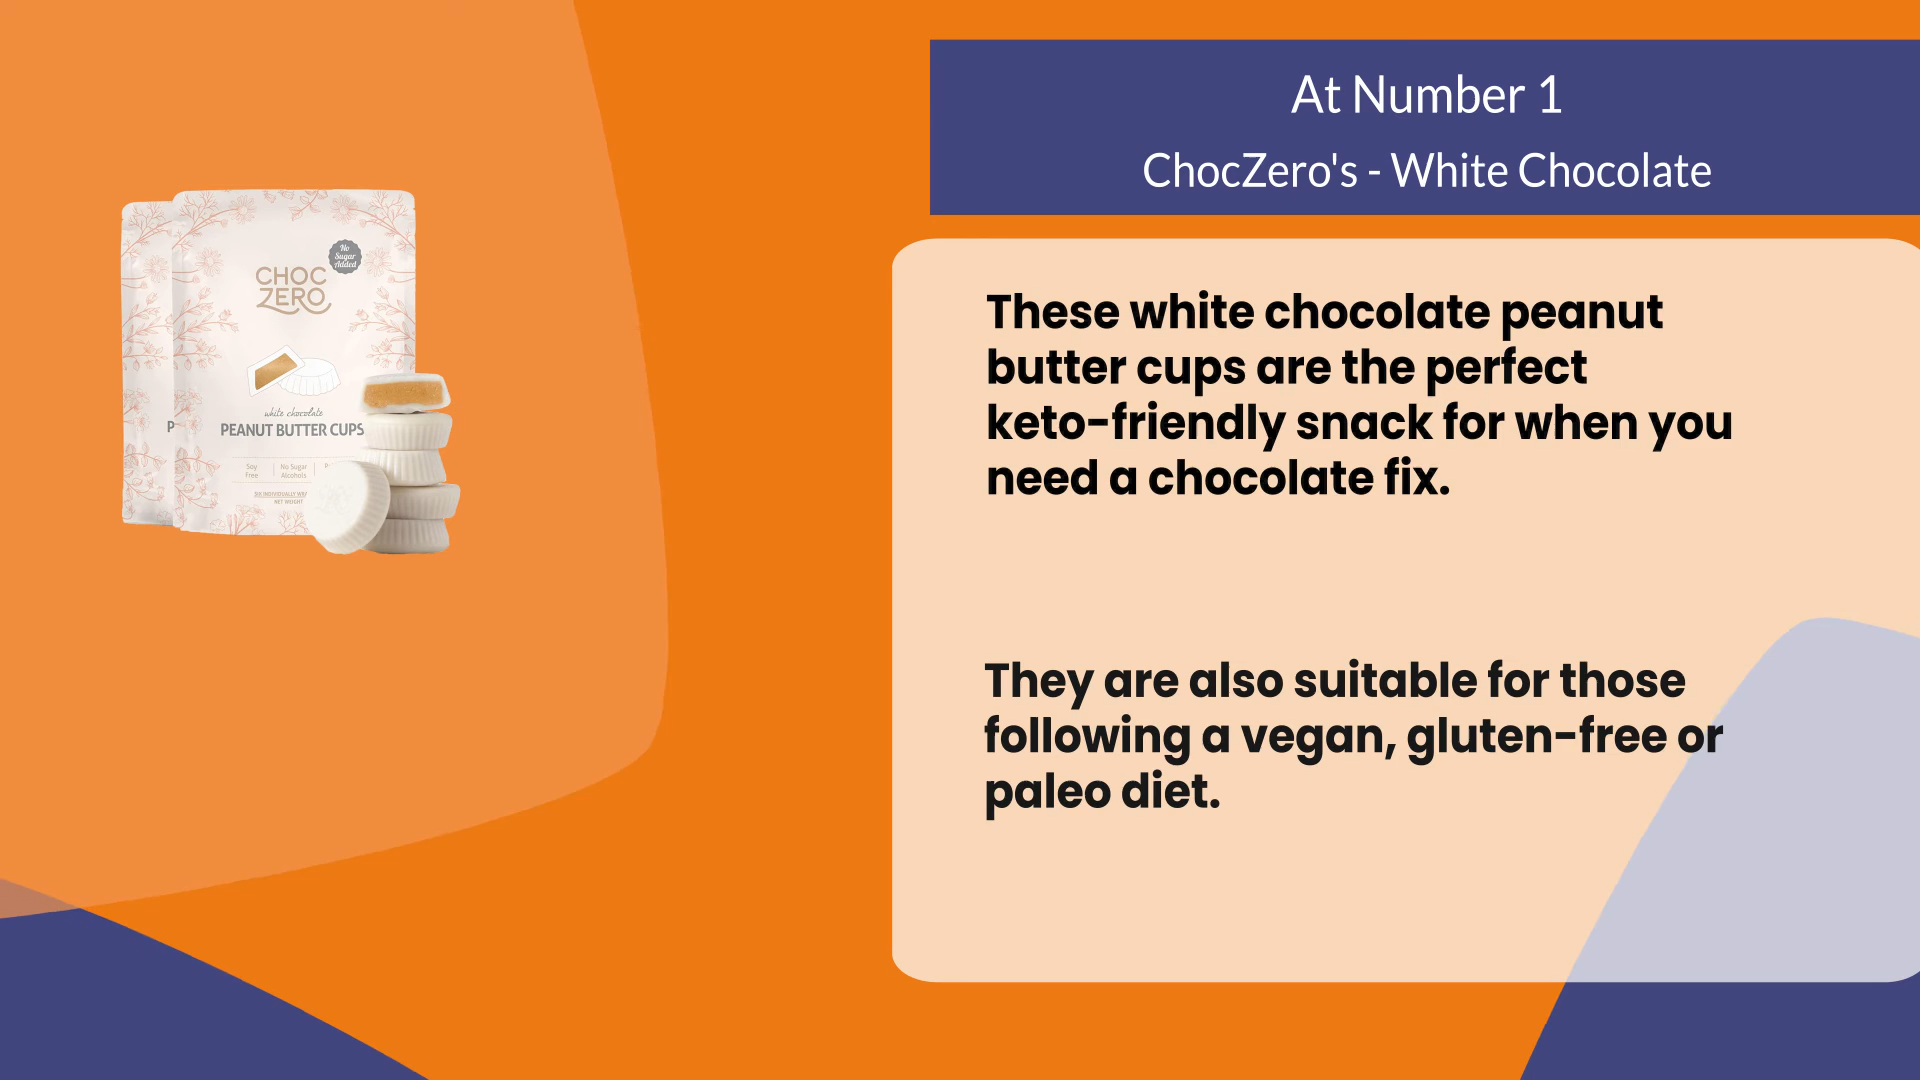 At Number 1
ChocZero's - White Chocolate
These white chocolate peanut
butter cups are the perfect
keto-friendly snack for when you
need a chocolate fix.
They are also suitable for those
following a vegan, gluten-free or
paleo diet.
No
Sugar
Added
CHOC
ZERO
white chocolate
PEANUT BUTTER CUPS
P
Soy
Free
No Sugar
Alcohols
P
NET WEIGHT